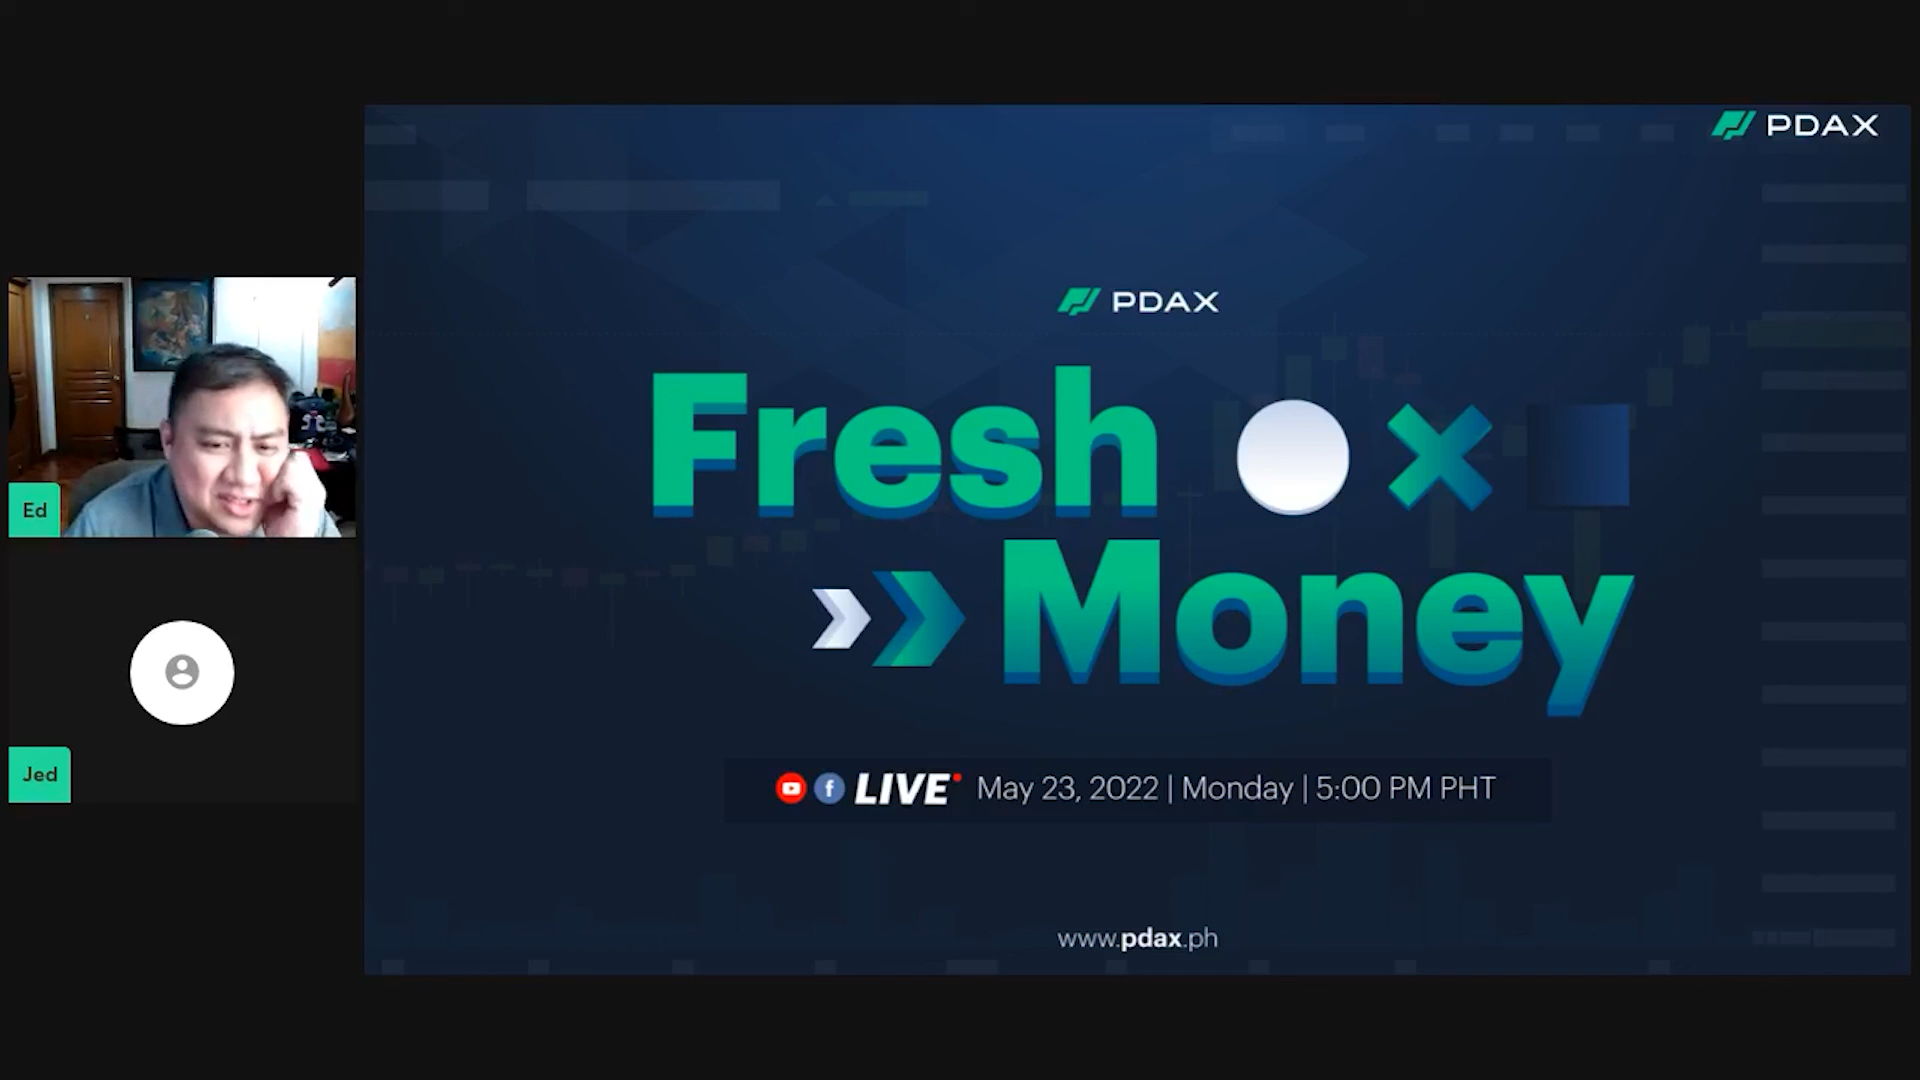 PDAX
PDAX
Fresh
Money
LIVE May 23, 2022 | Monday | 5:00 PM PHT
www.pdax.ph
Ed
Jed